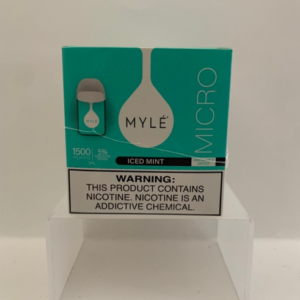 MYLÉ
MICRO
1500
ICED MINT
WARNING:
THIS PRODUCT CONTAINS
NICOTINE. NICOTINE IS AN
ADDICTIVE CHEMICAL.